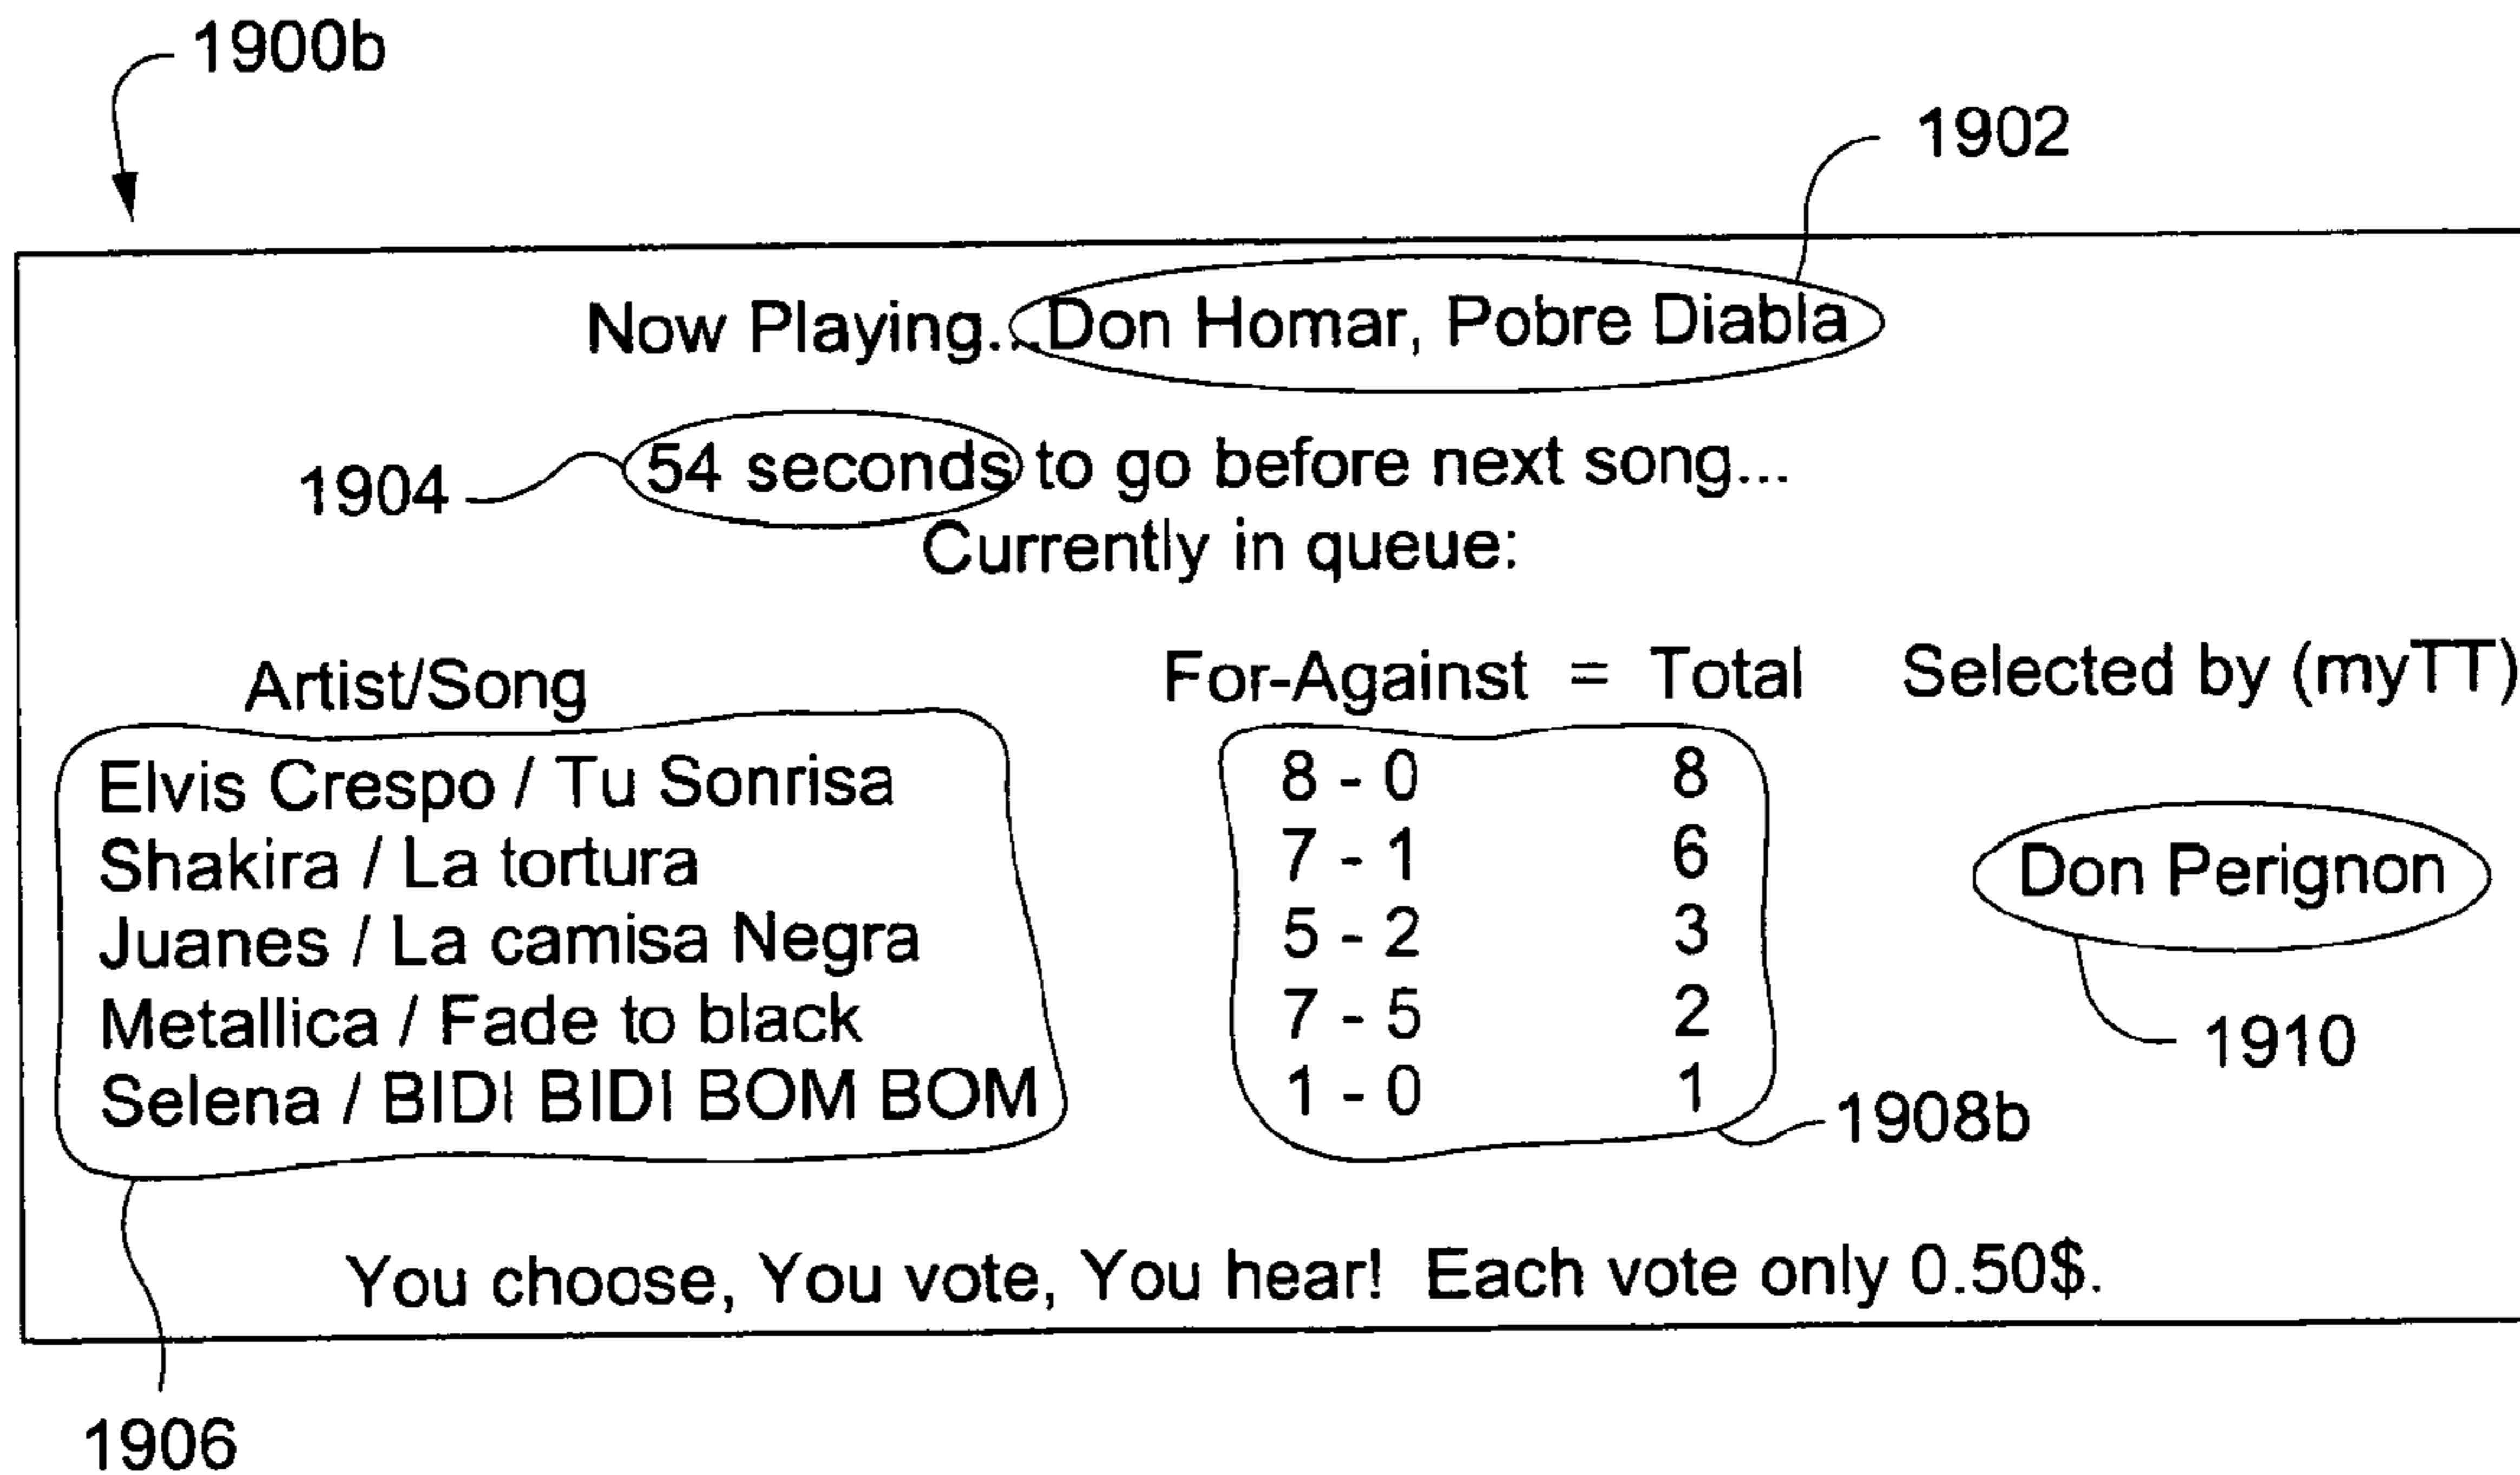 1900b
1902
Now Playing...Don Homar, Pobre Diabla
1904 54 seconds to go before next song...
Currently in queue:
Artist/Song For-Against = Total Selected by (myTT)
Elvis Crespo / Tu Sonrisa 8 - 0 8
Shakira / La tortura 7 - 1 6 Don Perignon
Juanes / La camisa Negra 5 - 2 3
Metallica / Fade to black 7 - 5 2 1910
Selena / BIDI BIDI BOM BOM 1 - 0 1 1908b
You choose, You vote, You hear! Each vote only 0.50$.
1906